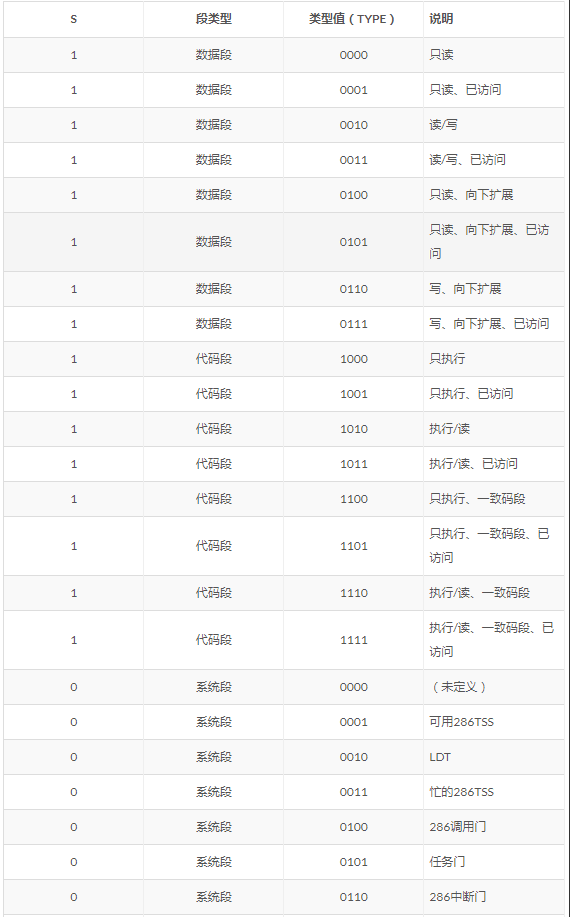 S 段类型 类型值（TYPE） 说明
1 数据段 0000 只读
1 数据段 0001 只读、已访问
1 数据段 0010 读/写
1 数据段 0011 读/写、已访问
1 数据段 0100 只读、向下扩展
1 数据段 0101 只读、向下扩展、已访
问
1 数据段 0110 写、向下扩展
1 数据段 0111 写、向下扩展、已访问
1 代码段 1000 只执行
1 代码段 1001 只执行、已访问
1 代码段 1010 执行/读
1 代码段 1011 执行/读、已访问
1 代码段 1100 只执行、一致码段
1 代码段 1101 只执行、一致码段、已
访问
1 代码段 1110 执行/读、一致码段
1 代码段 1111 执行/读、一致码段、已
访问
0 系统段 0000 （未定义）
0 系统段 0001 可用286TSS
0 系统段 0010 LDT
0 系统段 0011 忙的286TSS
0 系统段 0100 286调用门
0 系统段 0101 任务门
0 系统段 0110 286中断门